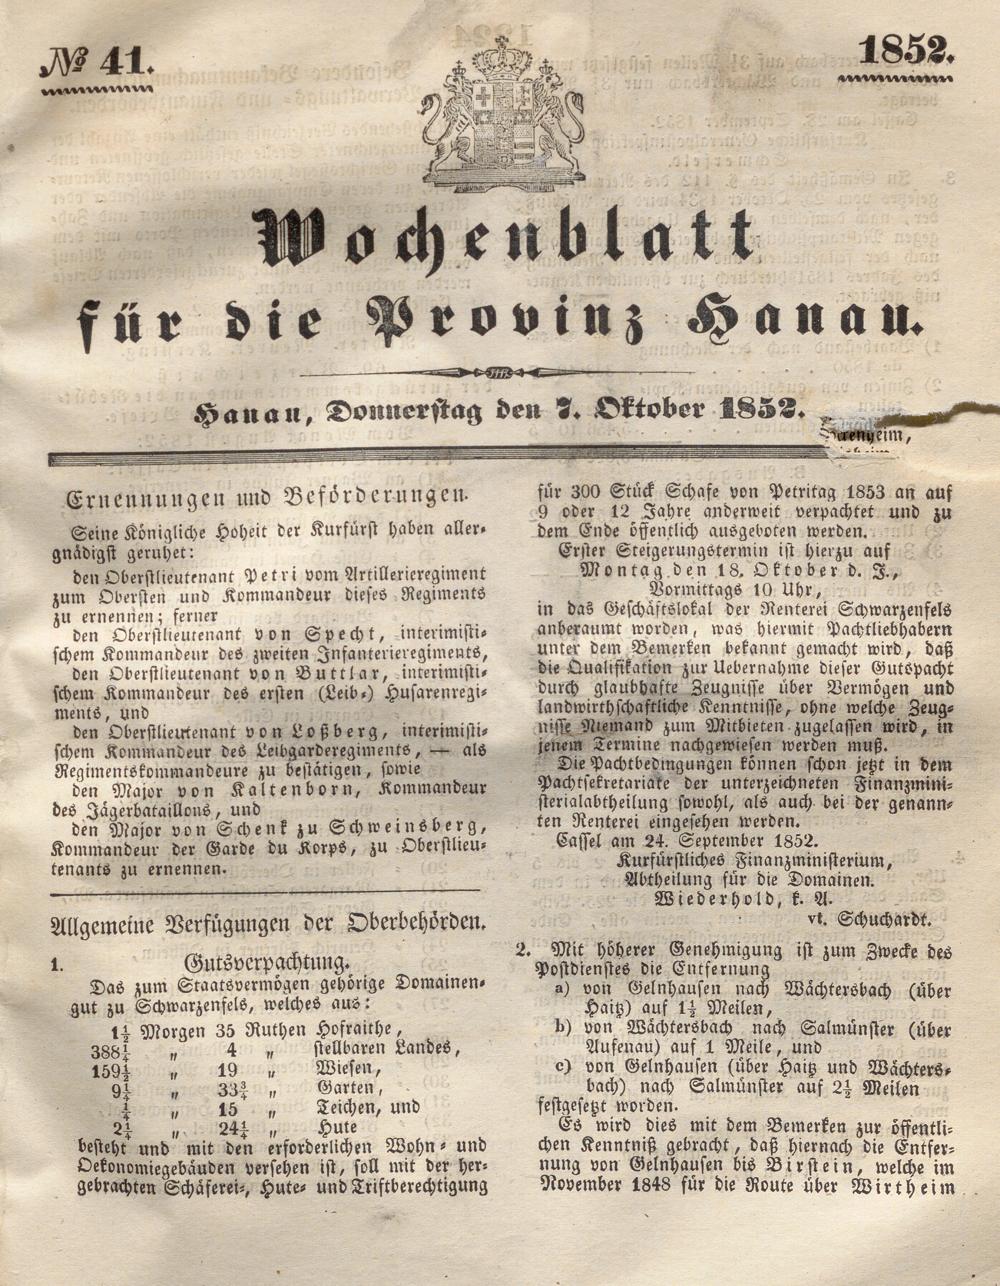 № 41.
1852.
Wochenblatt
für die Provinz Hanau.
Hanau, Donnerstag den 7. Oktober 1852.
Ernennungen und Beförderungen.
Seine Königliche Hoheit der Kurfürst haben aller-
gnädigst geruhet:
den Oberstlieutenant Petri vom Artillerieregiment
zum Obersten und Kommandeur dieses Regiments
zu ernennen; ferner
den Oberstlieutenant von Specht, interimisti-
schem Kommandeur des zweiten Infanterieregiments,
den Oberstlieutenant von Buttlar, interimisti-
schem Kommandeur des ersten (Leib-) Husarenregi-
ments, und
den Oberstlieutenant von Loßberg, interimisti-
schem Kommandeur des Leibgarderegiments, — als
Regimentskommandeure zu bestätigen, sowie
den Major von Kaltenborn, Kommandeur
des Jägerbataillons, und
den Major von Schenk zu Schweinsberg,
Kommandeur der Garde du Korps, zu Oberstlieu-
tenants zu ernennen.
Allgemeine Verfügungen der Oberbehörden.
1. Gutsverpachtung.
Das zum Staatsvermögen gehörige Domainen-
gut zu Schwarzenfels, welches aus:
1½ Morgen 35 Ruthen Hofraithe,
388¼ „ 4 „ stellbaren Landes,
159½ „ 19 „ Wiesen,
9¼ „ 33¾ „ Garten,
¼ „ 15 „ Teichen, und
2¼ „ 24¼ „ Hute
besteht und mit den erforderlichen Wohn- und
Oekonomiegebäuden versehen ist, soll mit der her-
gebrachten Schäferei-, Hute- und Triftberechtigung
für 300 Stück Schafe von Petritag 1853 an auf
9 oder 12 Jahre anderweit verpachtet und zu
dem Ende öffentlich ausgeboten werden.
Erster Steigerungstermin ist hierzu auf
Montag den 18. Oktober d. J.,
Vormittags 10 Uhr,
in das Geschäftslokal der Renterei Schwarzenfels
anberaumt worden, was hiermit Pachtliebhabern
unter dem Bemerken bekannt gemacht wird, daß
die Qualifikation zur Uebernahme dieser Gutspacht
durch glaubhafte Zeugnisse über Vermögen und
landwirthschaftliche Kenntnisse, ohne welche Zeug-
nisse Niemand zum Mitbieten zugelassen wird, in
jenem Termine nachgewiesen werden muß.
Die Pachtbedingungen können schon jetzt in dem
Pachtsekretariate der unterzeichneten Finanzmini-
sterialabtheilung sowohl, als auch bei der genann-
ten Renterei eingesehen werden.
Cassel am 24. September 1852.
Kurfürstliches Finanzministerium,
Abtheilung für die Domainen.
Wiederhold, k. A.
vt. Schuchardt.
2. Mit höherer Genehmigung ist zum Zwecke des
Postdienstes die Entfernung
a) von Gelnhausen nach Wächtersbach (über
Haitz) auf 1½ Meilen,
b) von Wächtersbach nach Salmünster (über
Aufenau) auf 1 Meile, und
c) von Gelnhausen (über Haitz und Wächters-
bach) nach Salmünster auf 2½ Meilen
festgesetzt worden.
Es wird dies mit dem Bemerken zur öffentli-
chen Kenntniß gebracht, daß hiernach die Entfer-
nung von Gelnhausen bis Birstein, welche im
November 1848 für die Route über Wirtheim